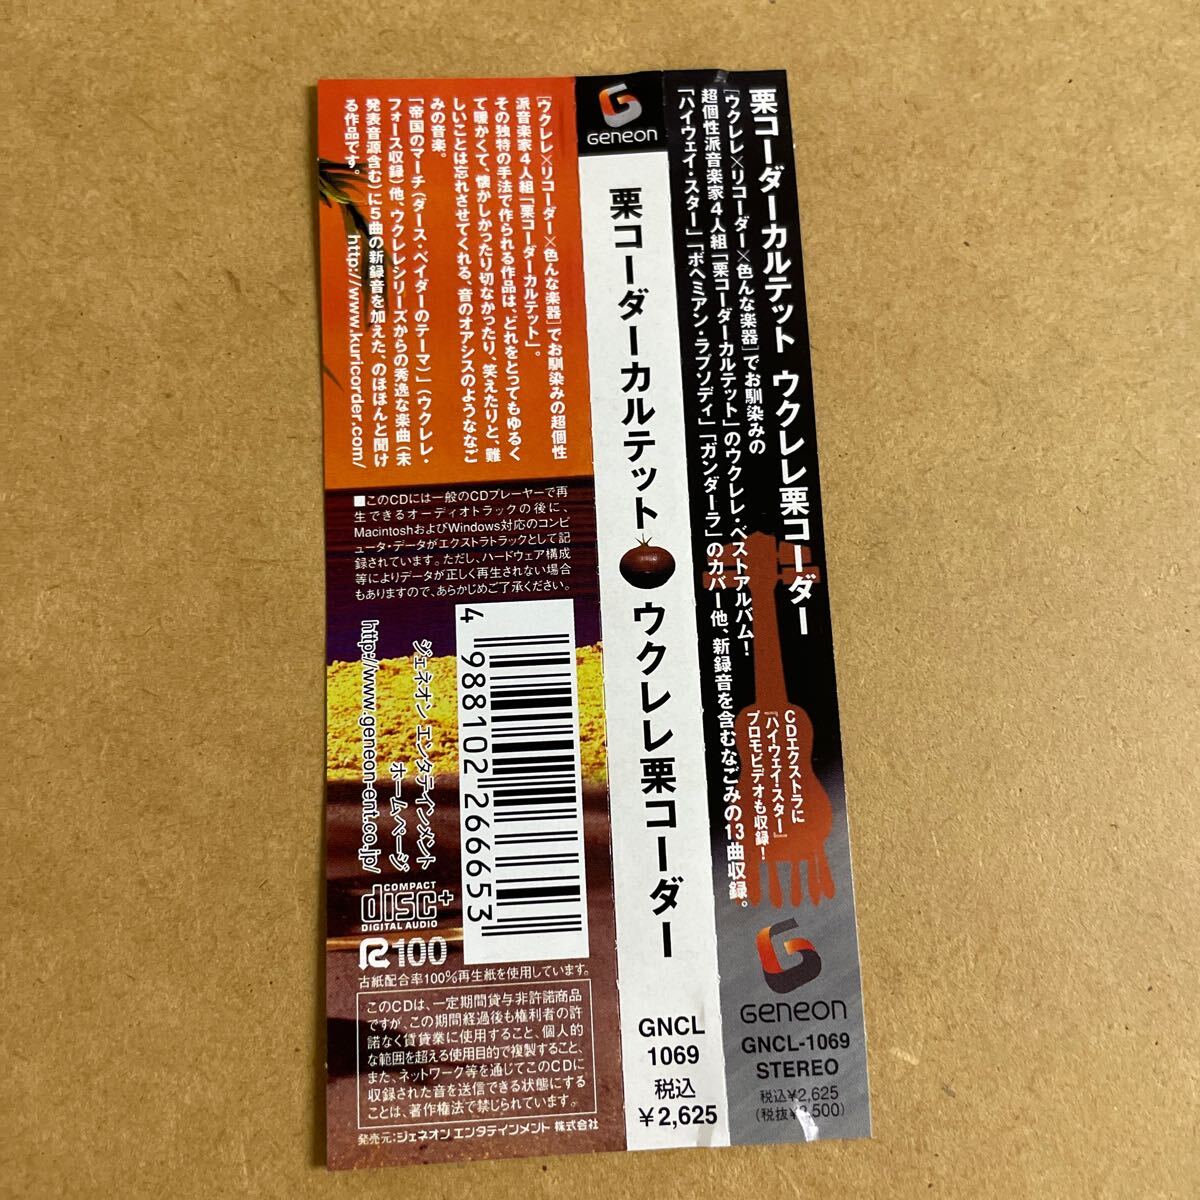 栗コーダーカルテット ウクレレ栗コーダー
[ウクレレ×リコーダー×色んな楽器]でお馴染みの
超個性派音楽家4人組「栗コーダーカルテット」のウクレレ・ベストアルバム!
「ハイウェイ・スター」「ボヘミアン・ラプソディ」「ガンダーラ」のカバー他、新録音を含むなごみの13曲収録。
CDエクストラに
『ハイウェイ・スター』
プロモビデオも収録!
Geneon
GNCL-1069
STEREO
税込¥2,625
(税抜¥2,500)
Geneon
栗コーダーカルテット ウクレレ栗コーダー
GNCL
1069
税込
¥2,625
[ウクレレ×リコーダー×色んな楽器]でお馴染みの超個性
派音楽家4人組「栗コーダーカルテット」。
その独特の手法で作られる作品は、どれをとってもゆるく
て暖かくて、懐かしかったり切なかったり、笑えたりと、難
しいことは忘れさせてくれる、音のオアシスのようななご
みの音楽。
「帝国のマーチ(ダース・ベイダーのテーマ)」(ウクレレ・
フォース収録)他、ウクレレシリーズからの秀逸な楽曲(未
発表音源含む)に5曲の新録音を加えた、のほほんと聞け
る作品です。
http://www.kuricorder.com/
■このCDには一般のCDプレーヤーで再
生できるオーディオトラックの後に、
MacintoshおよびWindows対応のコンピ
ュータ・データがエクストラトラックとして記
録されています。ただし、ハードウェア構成
等によりデータが正しく再生されない場合
もありますので、あらかじめご了承ください。
4 988102 266653
ジェネオン エンタテインメント
ホームページ
http://www.geneon-ent.co.jp/
COMPACT
disc+
DIGITAL AUDIO
R100
古紙配合率100%再生紙を使用しています。
このCDは、一定期間貸与非許諾商品
ですが、この期間経過後も権利者の許
諾なく賃貸業に使用すること、個人的
な範囲を超える使用目的で複製すること、
また、ネットワーク等を通じてこのCDに
収録された音を送信できる状態にする
ことは、著作権法で禁じられています。
発売元:ジェネオン エンタテインメント 株式会社